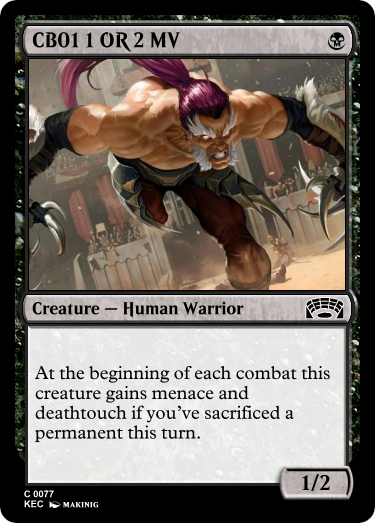 CB01 1 OR 2 MV
Creature — Human Warrior
At the beginning of each combat this
creature gains menace and
deathtouch if you've sacrificed a
permanent this turn.
1/2
C 0077
KEC MAKINIG